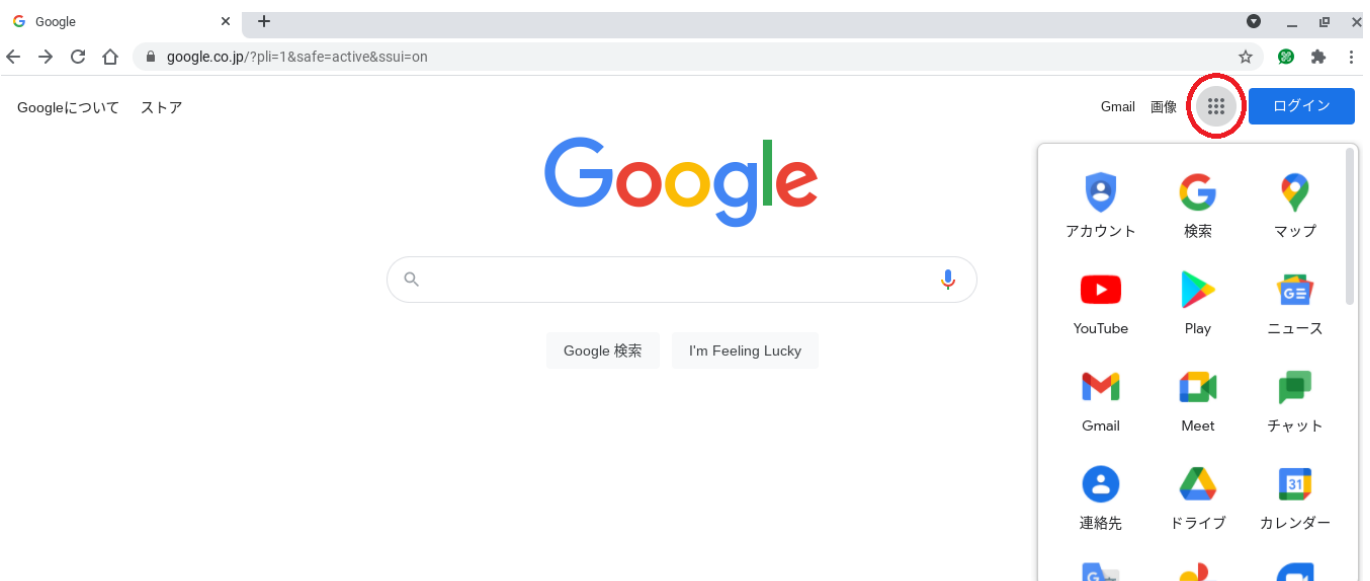 Google
google.co.jp/?pli=1&safe=active&ssui=on
Googleについて ストア
Gmail 画像 ログイン
Google
Google 検索 I'm Feeling Lucky
アカウント 検索 マップ
YouTube Play ニュース
Gmail Meet チャット
31
連絡先 ドライブ カレンダー